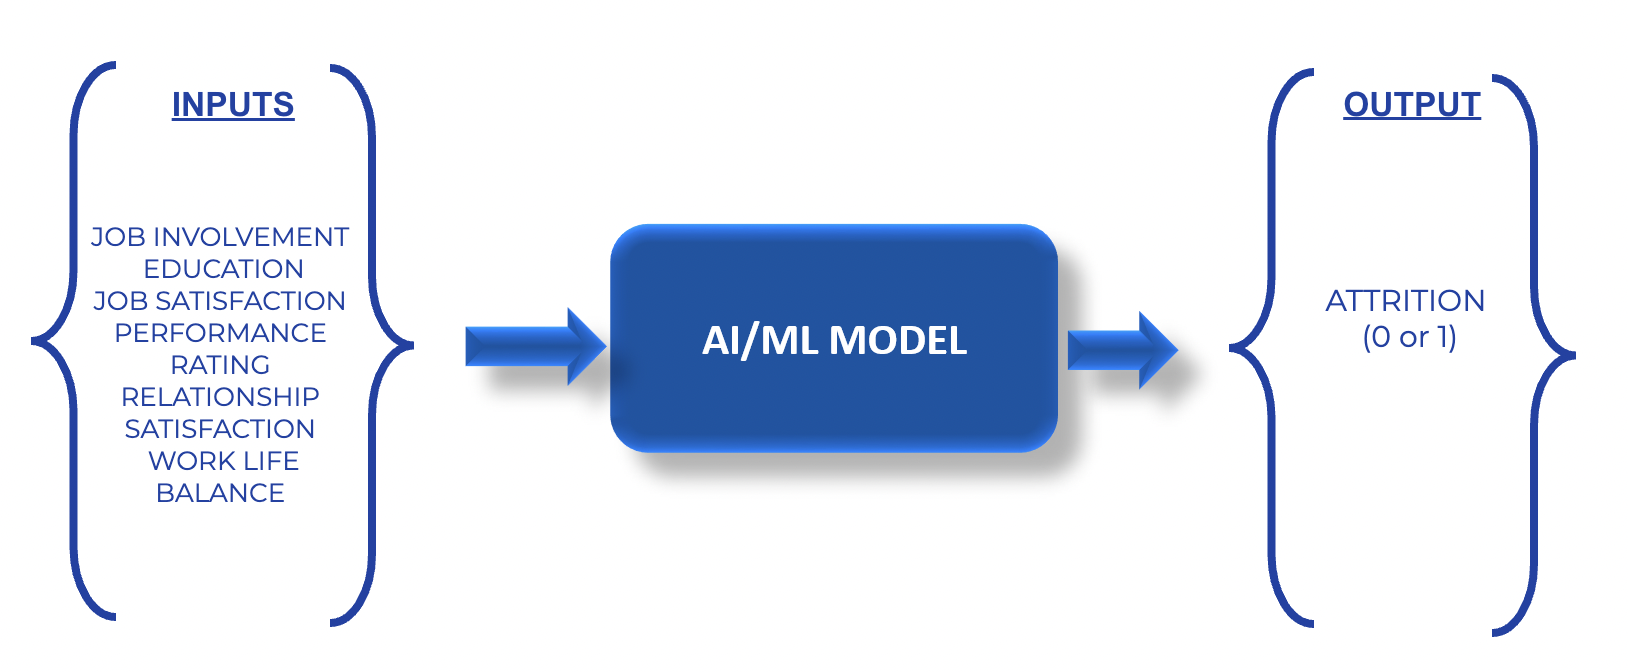 INPUTS
JOB INVOLVEMENT
EDUCATION
JOB SATISFACTION
PERFORMANCE
RATING
RELATIONSHIP
SATISFACTION
WORK LIFE
BALANCE
AI/ML MODEL
OUTPUT
ATTRITION
(0 or 1)